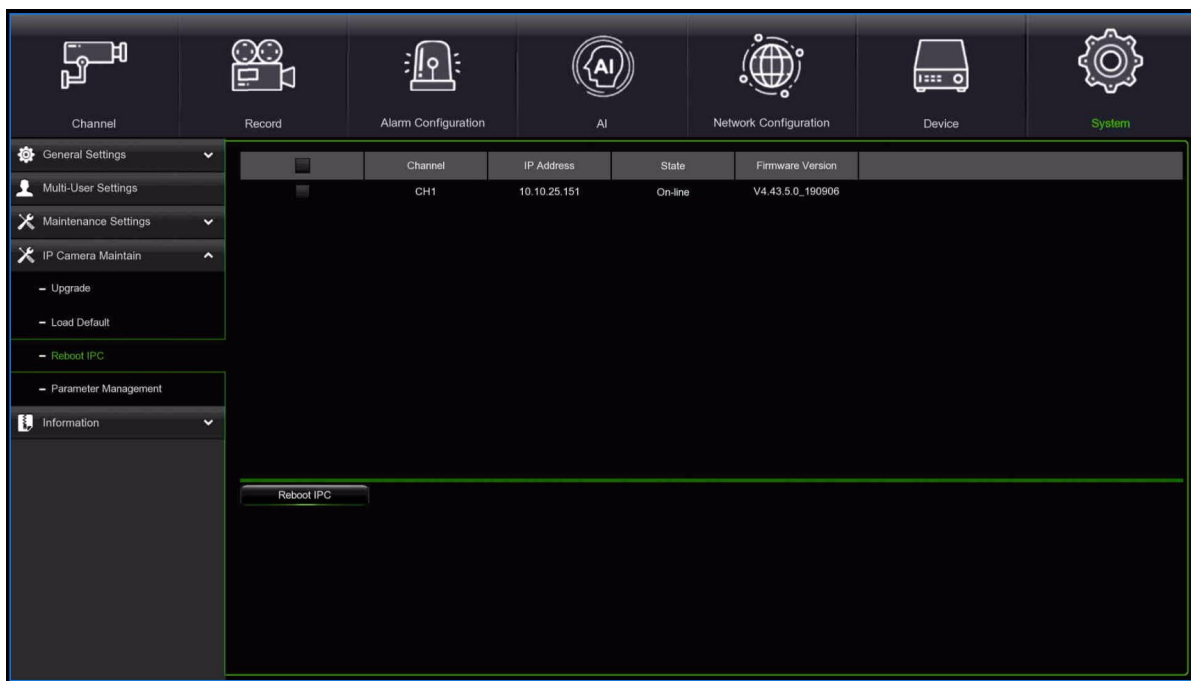 AI
Channel Record Alarm Configuration AI Network Configuration Device System
General Settings
Multi-User Settings
Maintenance Settings
IP Camera Maintain
– Upgrade
– Load Default
– Reboot IPC
– Parameter Management
Information
Channel IP Address State Firmware Version
CH1 10.10.25.151 On-line V4.43.5.0_190906
Reboot IPC